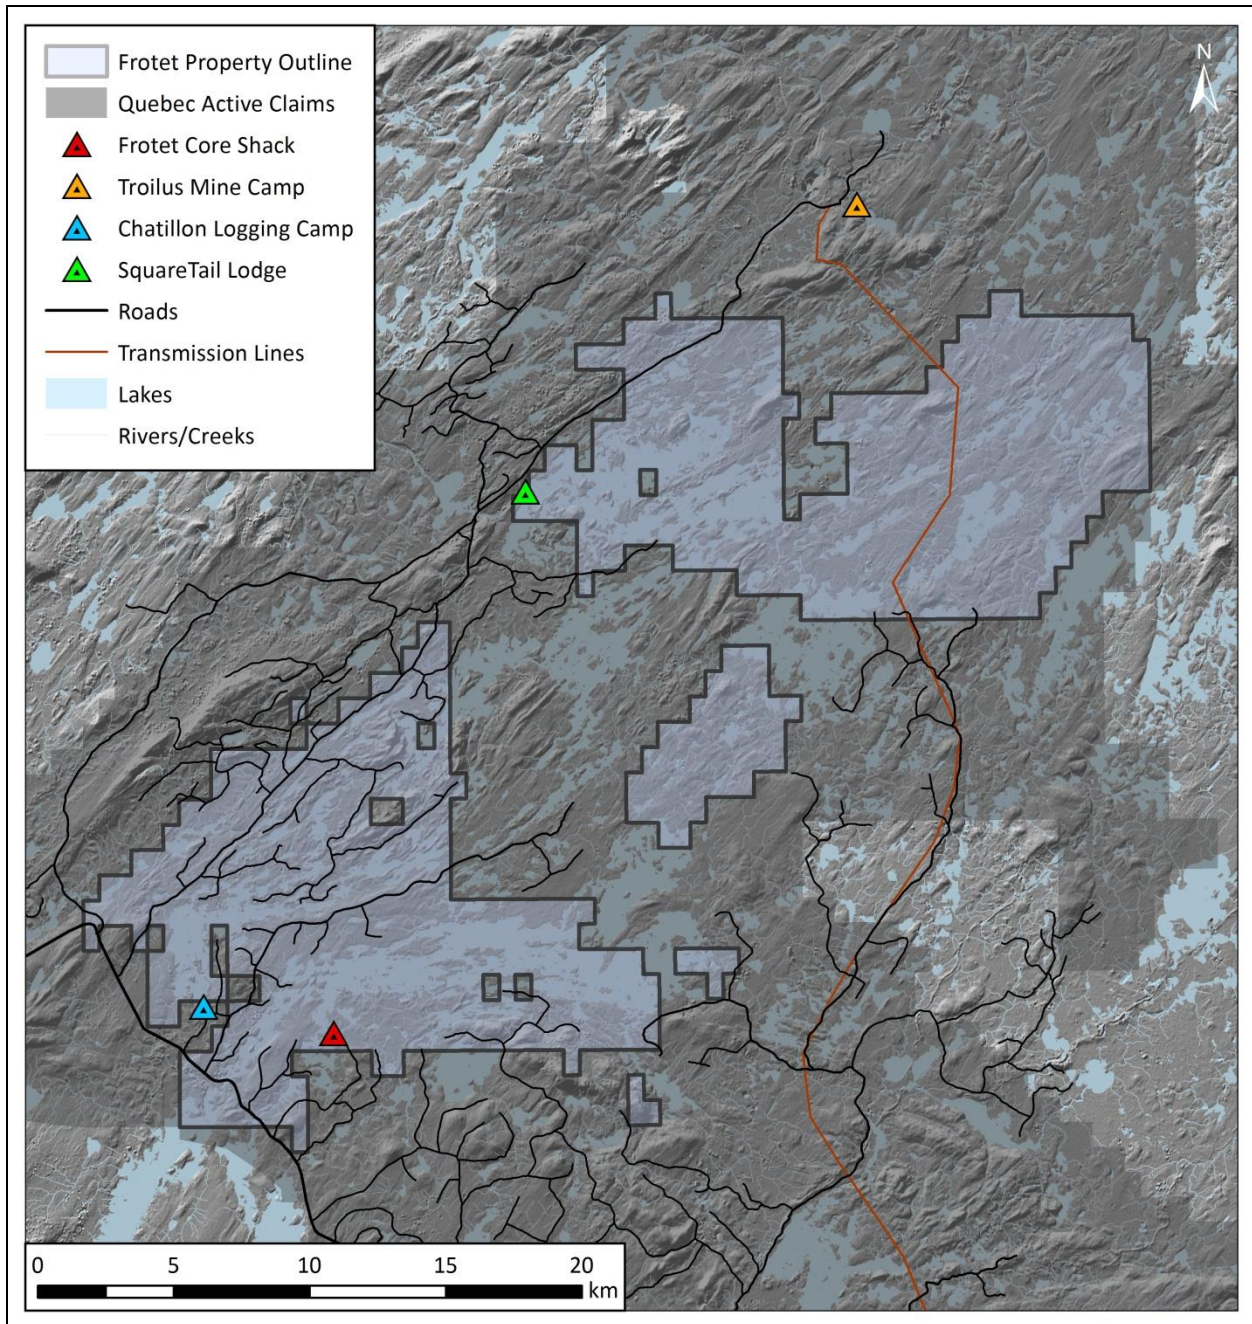 Frotet Property Outline
Quebec Active Claims
Frotet Core Shack
Troilus Mine Camp
Chatillon Logging Camp
SquareTail Lodge
Roads
Transmission Lines
Lakes
Rivers/Creeks
N
0 5 10 15 20
km